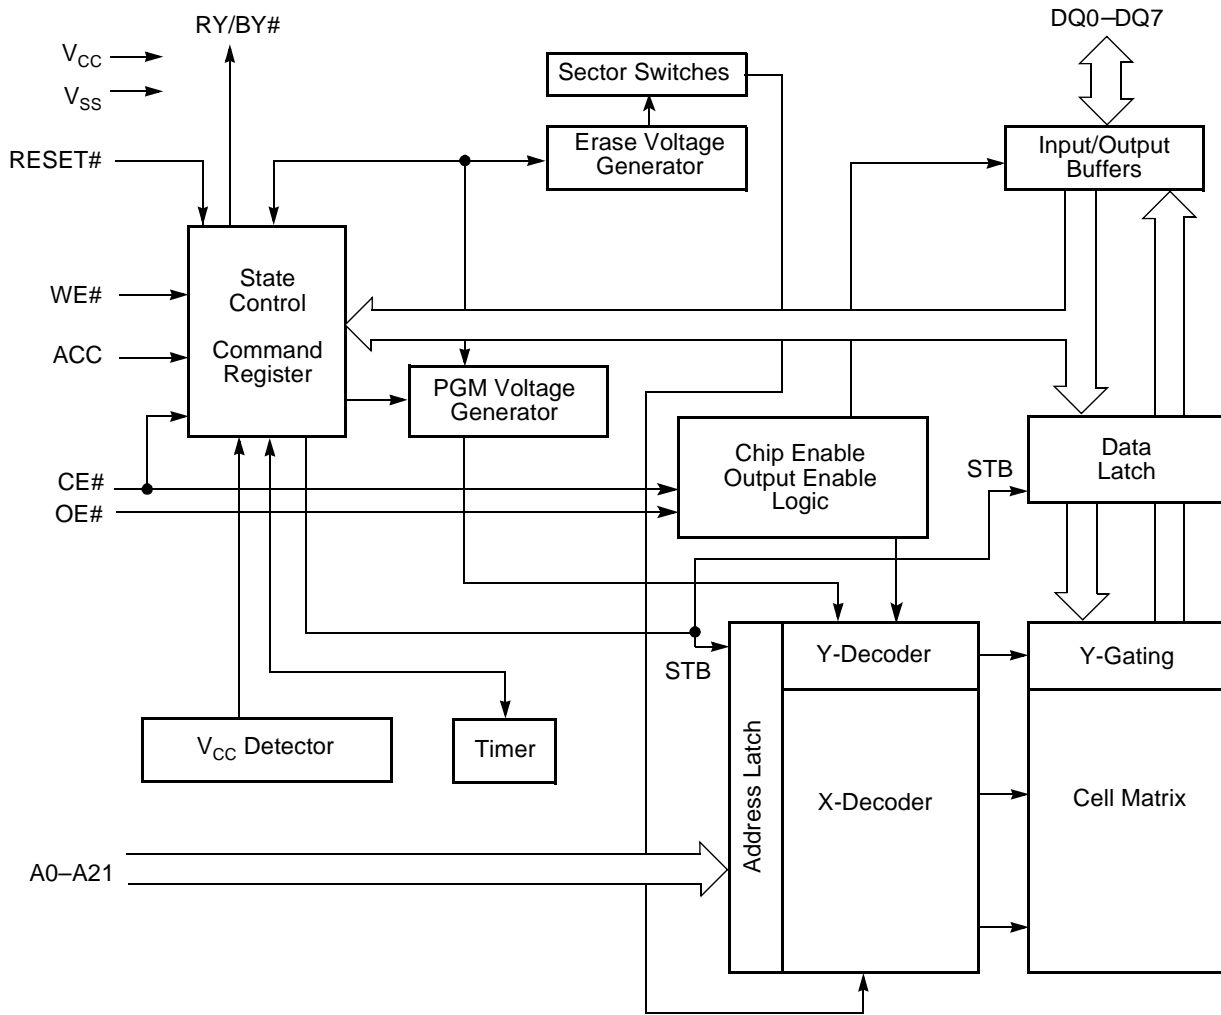 RY/BY#
DQ0–DQ7
VCC
VSS
Sector Switches
Erase Voltage
Generator
Input/Output
Buffers
RESET#
State
Control
Command
Register
WE#
ACC
PGM Voltage
Generator
Chip Enable
Output Enable
Logic
STB
Data
Latch
CE#
OE#
STB
Y-Decoder
Y-Gating
VCC Detector
Timer
Address Latch
X-Decoder
Cell Matrix
A0–A21